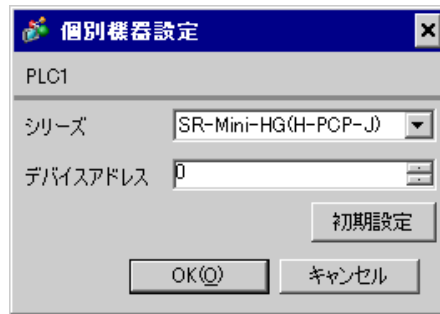 個別機器設定
PLC1
シリーズ SR-Mini-HG(H-PCP-J)
デバイスアドレス 0
初期設定
OK(O) キャンセル